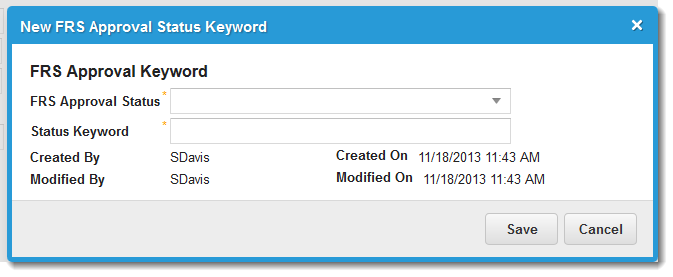 New FRS Approval Status Keyword ×
FRS Approval Keyword
FRS Approval Status *
Status Keyword *
Created By SDavis Created On 11/18/2013 11:43 AM
Modified By SDavis Modified On 11/18/2013 11:43 AM
Save Cancel